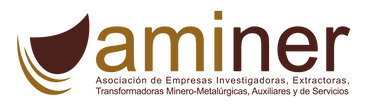 aminer
Asociación de Empresas Investigadoras, Extractoras,
Transformadoras Minero-Metalúrgicas, Auxiliares y de Servicios